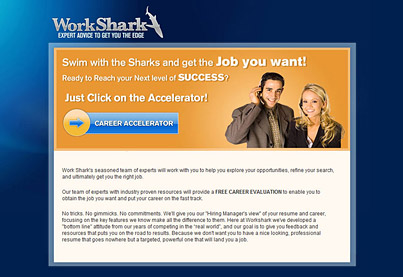 WorkShark
EXPERT ADVICE TO GET YOU THE EDGE
Swim with the Sharks and get the Job you want!
Ready to Reach your Next level of SUCCESS?
Just Click on the Accelerator!
CAREER ACCELERATOR
Work Shark's seasoned team of experts will work with you to help you explore your opportunities, refine your search,
and ultimately get you the right job.
Our team of experts with industry proven resources will provide a FREE CAREER EVALUATION to enable you to
obtain the job you want and put your career on the fast track.
No tricks. No gimmicks. No commitments. We'll give you our "Hiring Manager's view" of your resume and career,
focusing on the key features we know make all the difference to them. Here at Workshark we've developed a
"bottom line" attitude from our years of competing in the "real world", and our goal is to give you feedback and
resources that puts you on the road to results. Because we don't want you to have a nice looking, professional
resume that goes nowhere but a targeted, powerful one that will land you a job.